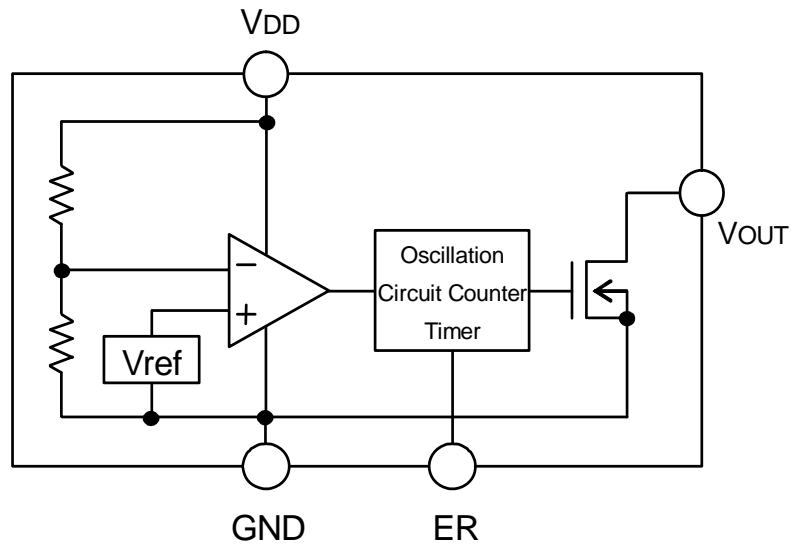 VDD
VOUT
Oscillation
Circuit Counter
Timer
−
+
Vref
GND
ER